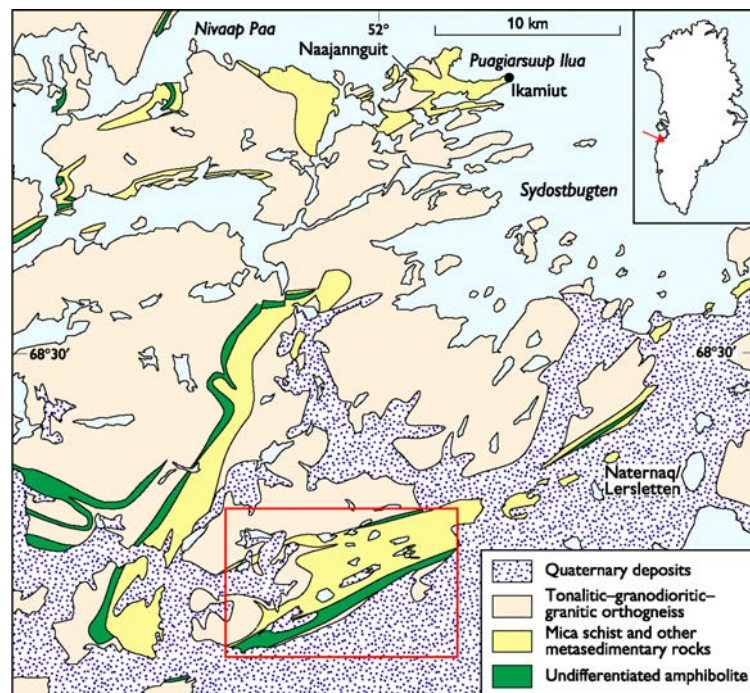 Nivaap Paa
52°
10 km
Naajannguit
Puagiarsuup Ilua
Ikamiut
Sydostbugten
68°30′
68°30′
Naternaq/
Lersletten
Quaternary deposits
Tonalitic–granodioritic–
granitic orthogneiss
Mica schist and other
metasedimentary rocks
Undifferentiated amphibolite